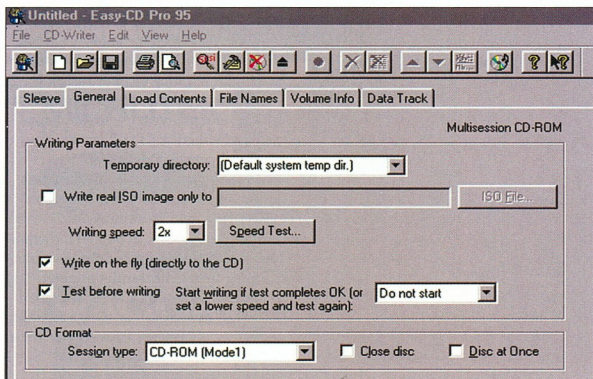 Untitled - Easy-CD Pro 95
File CD-Writer Edit View Help
Sleeve General Load Contents File Names Volume Info Data Track
Multisession CD-ROM
Writing Parameters
Temporary directory: (Default system temp dir.)
Write real ISO image only to ISO File...
Writing speed: 2x Speed Test...
Write on the fly (directly to the CD)
Test before writing Start writing if test completes OK (or Do not start
set a lower speed and test again):
CD Format
Session type: CD-ROM (Mode1) Close disc Disc at Once